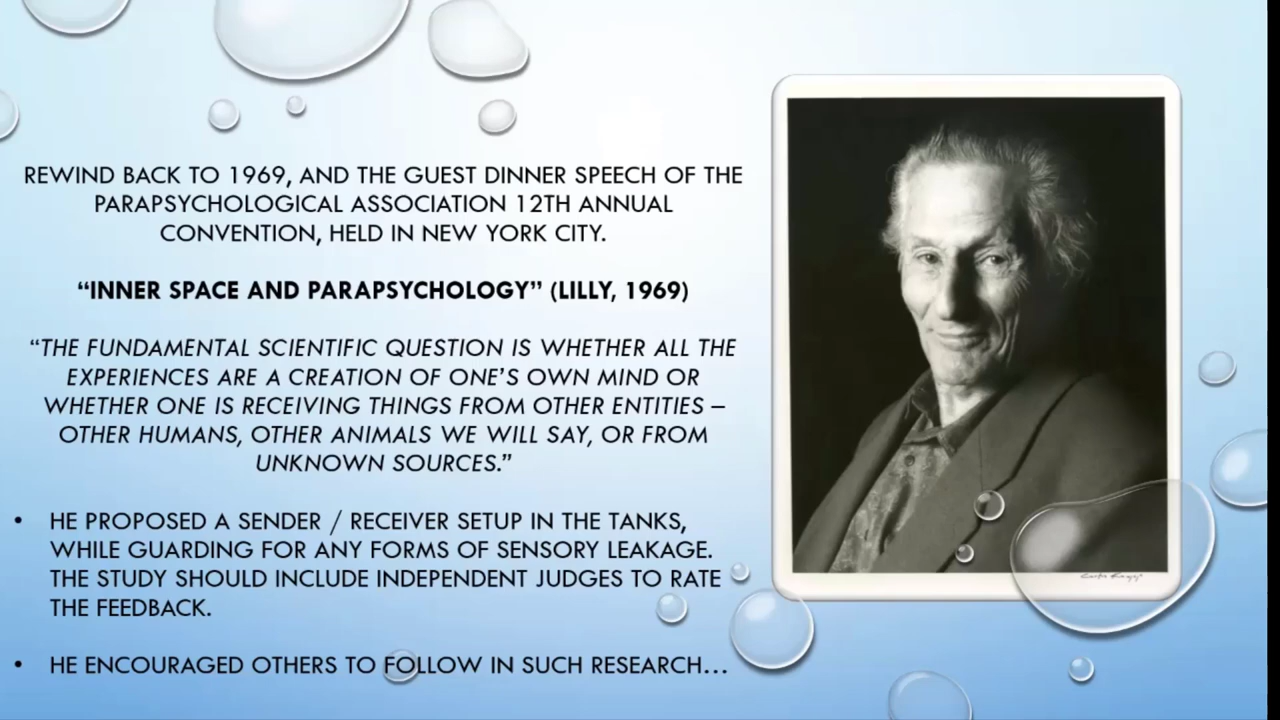 REWIND BACK TO 1969, AND THE GUEST DINNER SPEECH OF THE
PARAPSYCHOLOGICAL ASSOCIATION 12TH ANNUAL
CONVENTION, HELD IN NEW YORK CITY.
“INNER SPACE AND PARAPSYCHOLOGY” (LILLY, 1969)
“THE FUNDAMENTAL SCIENTIFIC QUESTION IS WHETHER ALL THE
EXPERIENCES ARE A CREATION OF ONE’S OWN MIND OR
WHETHER ONE IS RECEIVING THINGS FROM OTHER ENTITIES –
OTHER HUMANS, OTHER ANIMALS WE WILL SAY, OR FROM
UNKNOWN SOURCES.”
• HE PROPOSED A SENDER / RECEIVER SETUP IN THE TANKS,
WHILE GUARDING FOR ANY FORMS OF SENSORY LEAKAGE.
THE STUDY SHOULD INCLUDE INDEPENDENT JUDGES TO RATE
THE FEEDBACK.
• HE ENCOURAGED OTHERS TO FOLLOW IN SUCH RESEARCH…